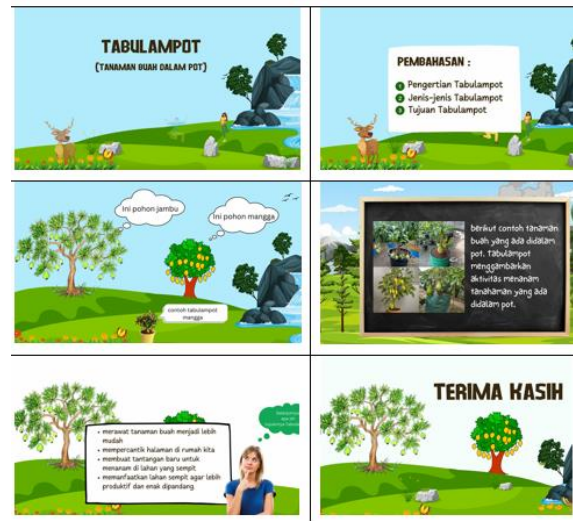 TABULAMPOT
(TANAMAN BUAH DALAM POT)
PEMBAHASAN :
1 Pengertian Tabulampot
2 Jenis-jenis Tabulampot
3 Tujuan Tabulampot
Ini pohon jambu
Ini pohon mangga
contoh tabulampot
mangga
berikut contoh tanaman
buah yang ada didalam
pot. tabulampot
menggambarkan
aktivitas menanam
tanahaman yang ada
didalam pot.
• merawat tanaman buah menjadi lebih
mudah
• mempercantik halaman di rumah kita
• membuat tantangan baru untuk
menanam di lahan yang sempit
• memanfaatkan lahan sempit agar lebih
produktif dan enak dipandang
TERIMA KASIH